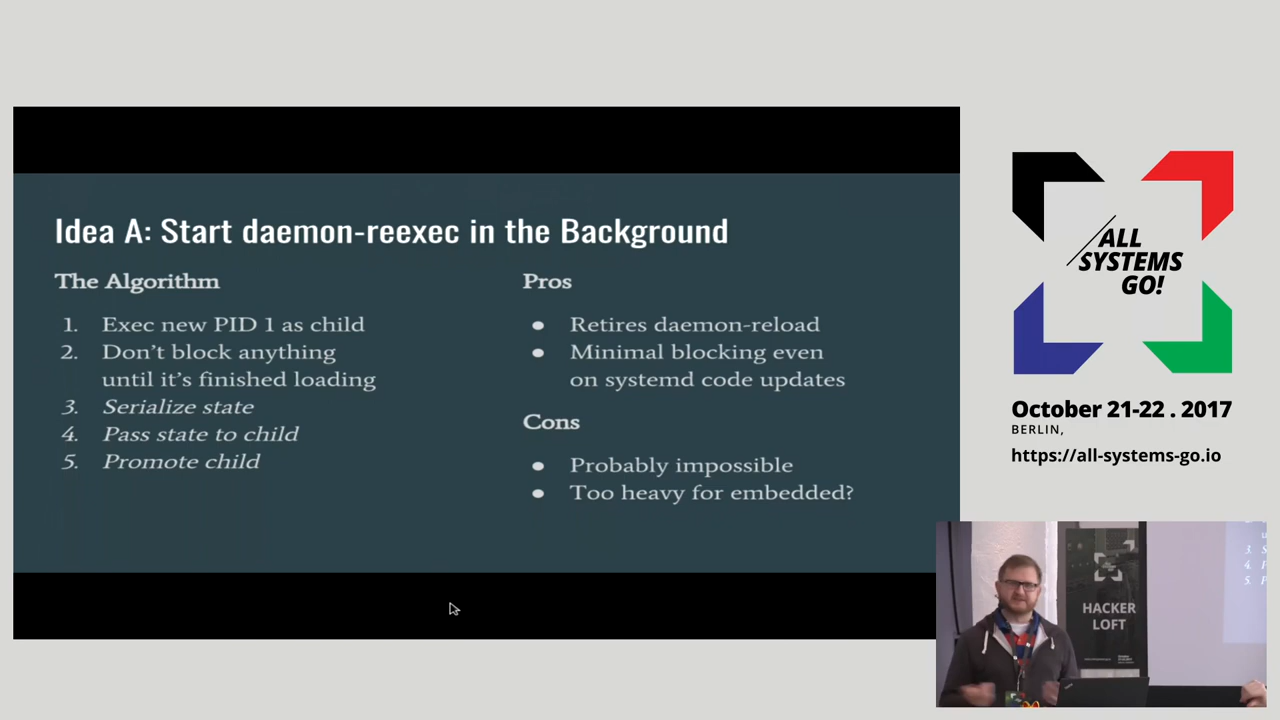 Idea A: Start daemon-reexec in the Background
The Algorithm
1. Exec new PID 1 as child
2. Don't block anything
until it's finished loading
3. Serialize state
4. Pass state to child
5. Promote child
Pros
● Retires daemon-reload
● Minimal blocking even
on systemd code updates
Cons
● Probably impossible
● Too heavy for embedded?
ALL
SYSTEMS
GO!
October 21-22 . 2017
BERLIN,
https://all-systems-go.io
HACKER
LOFT
3. S
4. P
5. P